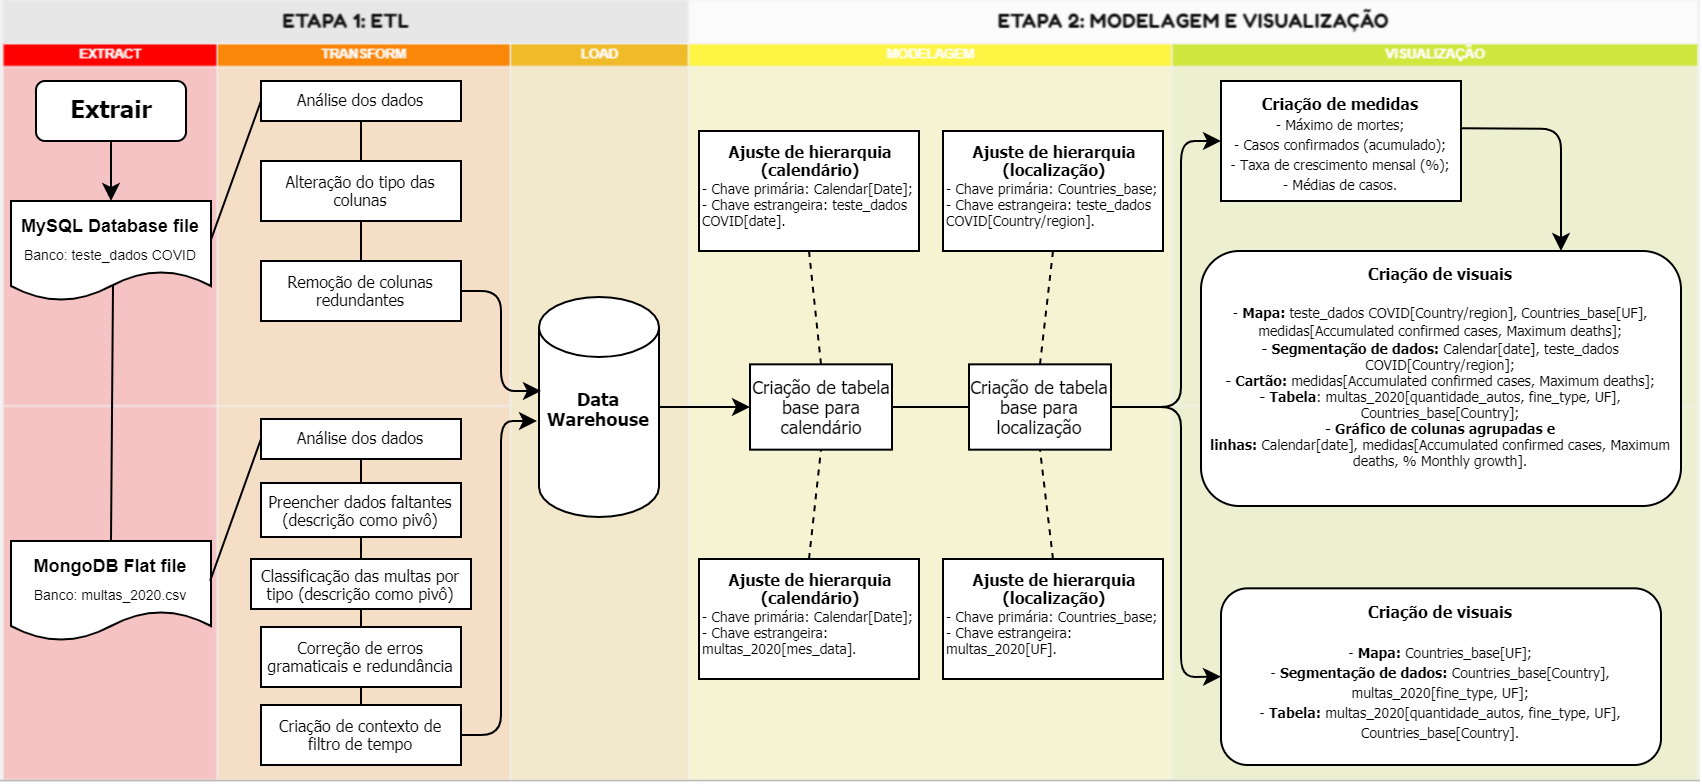 ETAPA 1: ETL
ETAPA 2: MODELAGEM E VISUALIZAÇÃO
EXTRACT
TRANSFORM
LOAD
MODELAGEM
VISUALIZAÇÃO
Extrair
MySQL Database file
Banco: teste_dados COVID
MongoDB Flat file
Banco: multas_2020.csv
Análise dos dados
Alteração do tipo das
colunas
Remoção de colunas
redundantes
Análise dos dados
Preencher dados faltantes
(descrição como pivô)
Classificação das multas por
tipo (descrição como pivô)
Correção de erros
gramaticais e redundância
Criação de contexto de
filtro de tempo
Data
Warehouse
Ajuste de hierarquia
(calendário)
- Chave primária: Calendar[Date];
- Chave estrangeira: teste_dados
COVID[date].
Ajuste de hierarquia
(localização)
- Chave primária: Countries_base;
- Chave estrangeira: teste_dados
COVID[Country/region].
Criação de tabela
base para
calendário
Criação de tabela
base para
localização
Ajuste de hierarquia
(calendário)
- Chave primária: Calendar[Date];
- Chave estrangeira:
multas_2020[mes_data].
Ajuste de hierarquia
(localização)
- Chave primária: Countries_base;
- Chave estrangeira:
multas_2020[UF].
Criação de medidas
- Máximo de mortes;
- Casos confirmados (acumulado);
- Taxa de crescimento mensal (%);
- Médias de casos.
Criação de visuais
- Mapa: teste_dados COVID[Country/region], Countries_base[UF],
medidas[Accumulated confirmed cases, Maximum deaths];
- Segmentação de dados: Calendar[date], teste_dados
COVID[Country/region];
- Cartão: medidas[Accumulated confirmed cases, Maximum deaths];
- Tabela: multas_2020[quantidade_autos, fine_type, UF],
Countries_base[Country];
- Gráfico de colunas agrupadas e
linhas: Calendar[date], medidas[Accumulated confirmed cases, Maximum
deaths, % Monthly growth].
Criação de visuais
- Mapa: Countries_base[UF];
- Segmentação de dados: Countries_base[Country],
multas_2020[fine_type, UF];
- Tabela: multas_2020[quantidade_autos, fine_type, UF],
Countries_base[Country].